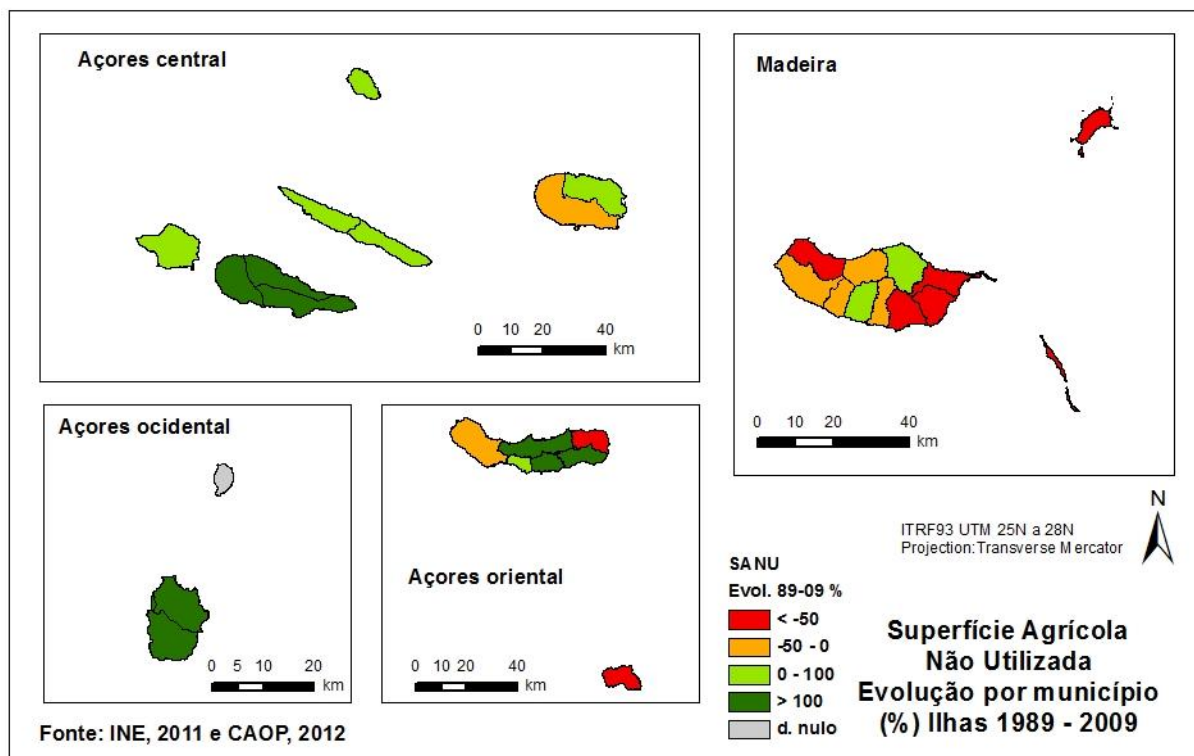 Açores central
0 10 20 40
km
Madeira
0 10 20 40
km
Açores ocidental
0 5 10 20
km
Açores oriental
0 10 20 40
km
N
ITRF93 UTM 25N a 28N
Projection:Transverse Mercator
SANU
Evol. 89-09 %
< -50
-50 - 0
0 - 100
> 100
d. nulo
Superfície Agrícola
Não Utilizada
Evolução por município
(%) Ilhas 1989 - 2009
Fonte: INE, 2011 e CAOP, 2012